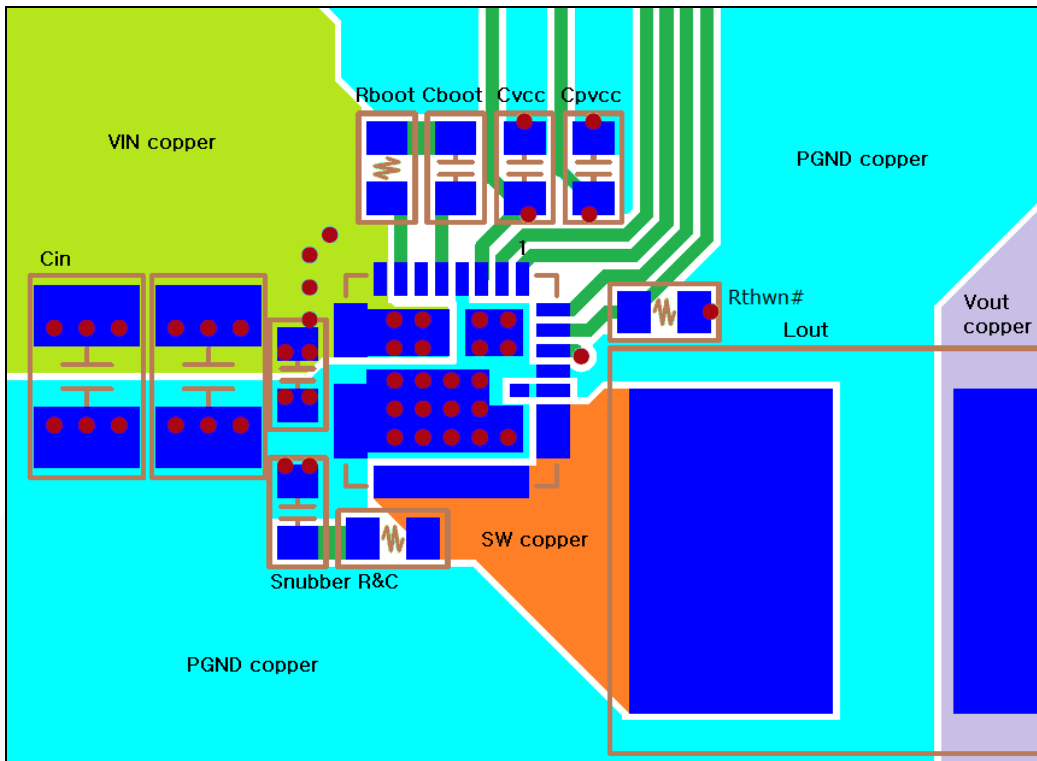 Rboot Cboot Cvcc Cpvcc
VIN copper
PGND copper
1
Cin
Rthwn#
Vout
copper
Lout
SW copper
Snubber R&C
PGND copper